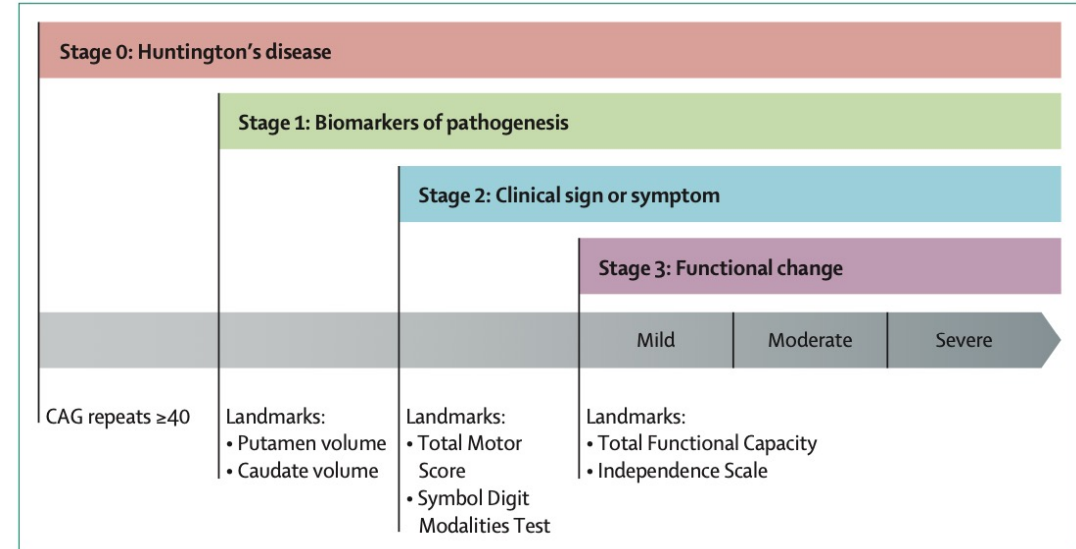 Stage 0: Huntington’s disease
Stage 1: Biomarkers of pathogenesis
Stage 2: Clinical sign or symptom
Stage 3: Functional change
Mild
Moderate
Severe
CAG repeats ≥40
Landmarks:
• Putamen volume
• Caudate volume
Landmarks:
• Total Motor
Score
• Symbol Digit
Modalities Test
Landmarks:
• Total Functional Capacity
• Independence Scale